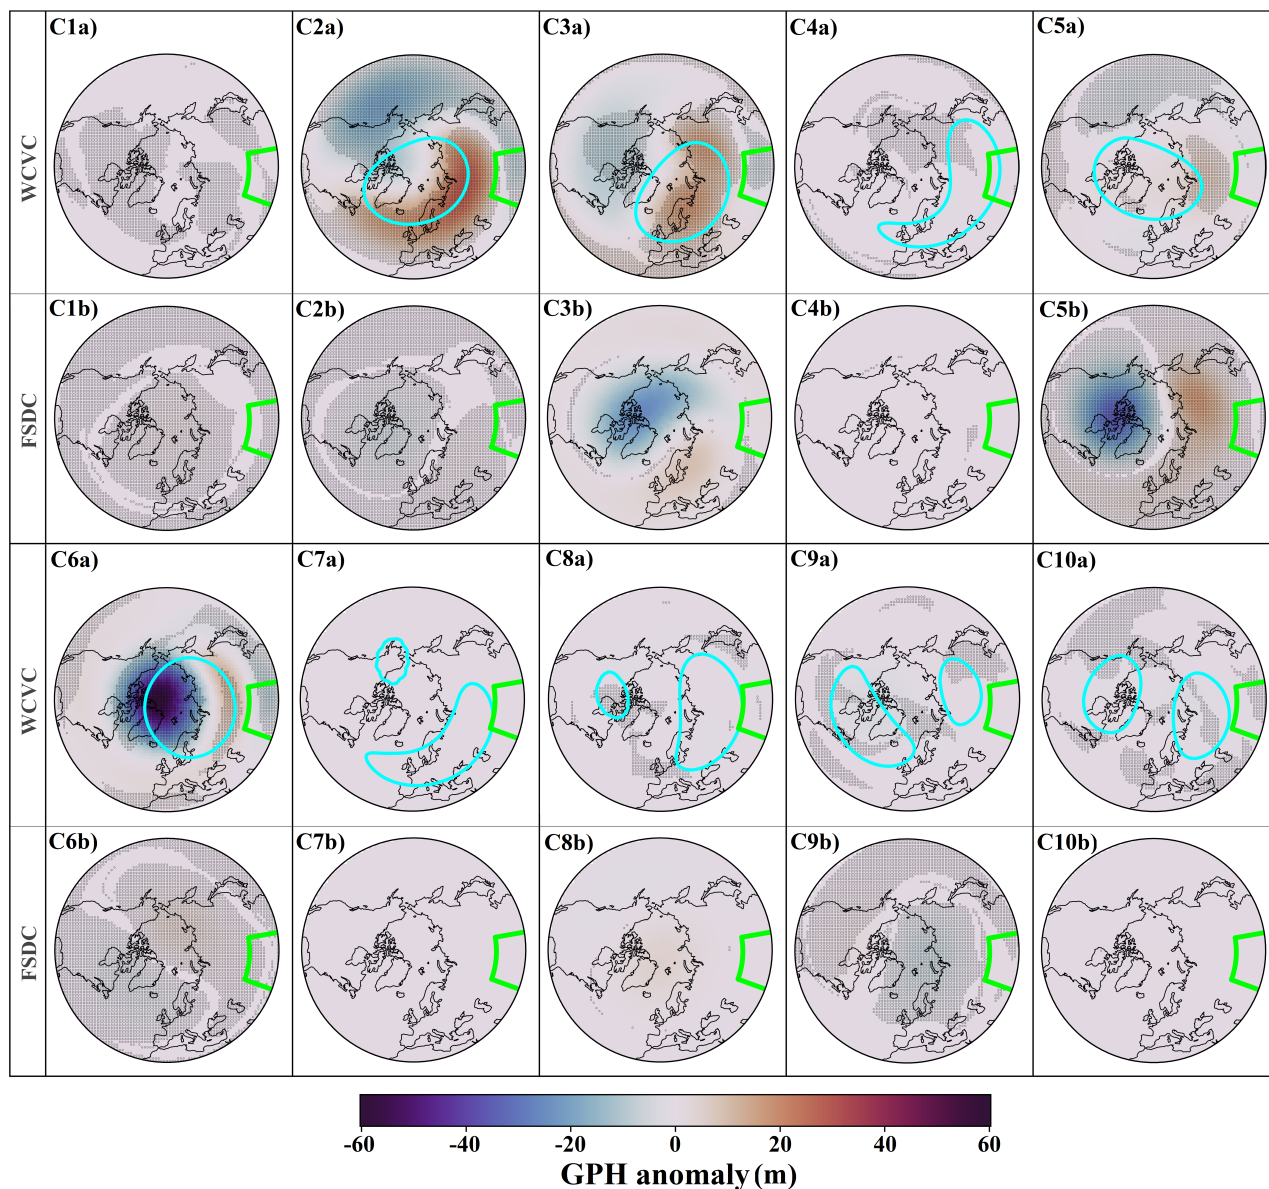 C1a) C2a) C3a) C4a) C5a)
WCVC
C1b) C2b) C3b) C4b) C5b)
FSDC
C6a) C7a) C8a) C9a) C10a)
WCVC
C6b) C7b) C8b) C9b) C10b)
FSDC
-60 -40 -20 0 20 40 60
GPH anomaly (m)